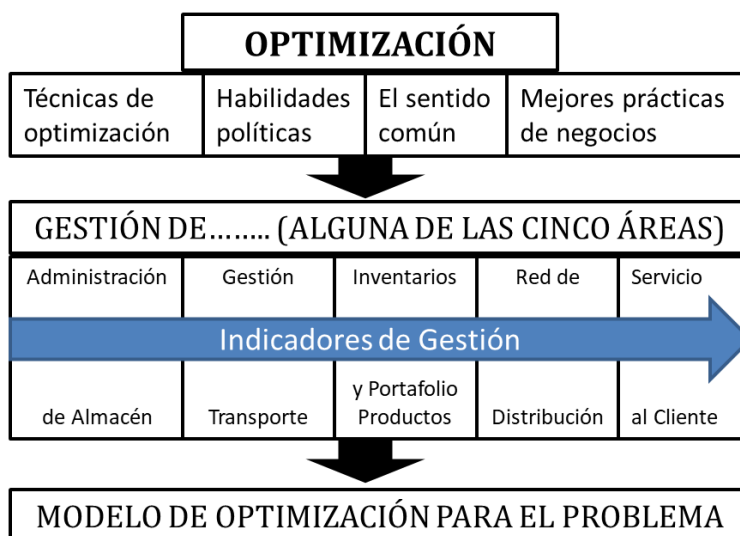 OPTIMIZACIÓN
Técnicas de
optimización
Habilidades
políticas
El sentido
común
Mejores prácticas
de negocios
GESTIÓN DE…….. (ALGUNA DE LAS CINCO ÁREAS)
Administración
Gestión
Inventarios
Red de
Servicio
Indicadores de Gestión
de Almacén
Transporte
y Portafolio
Productos
Distribución
al Cliente
MODELO DE OPTIMIZACIÓN PARA EL PROBLEMA